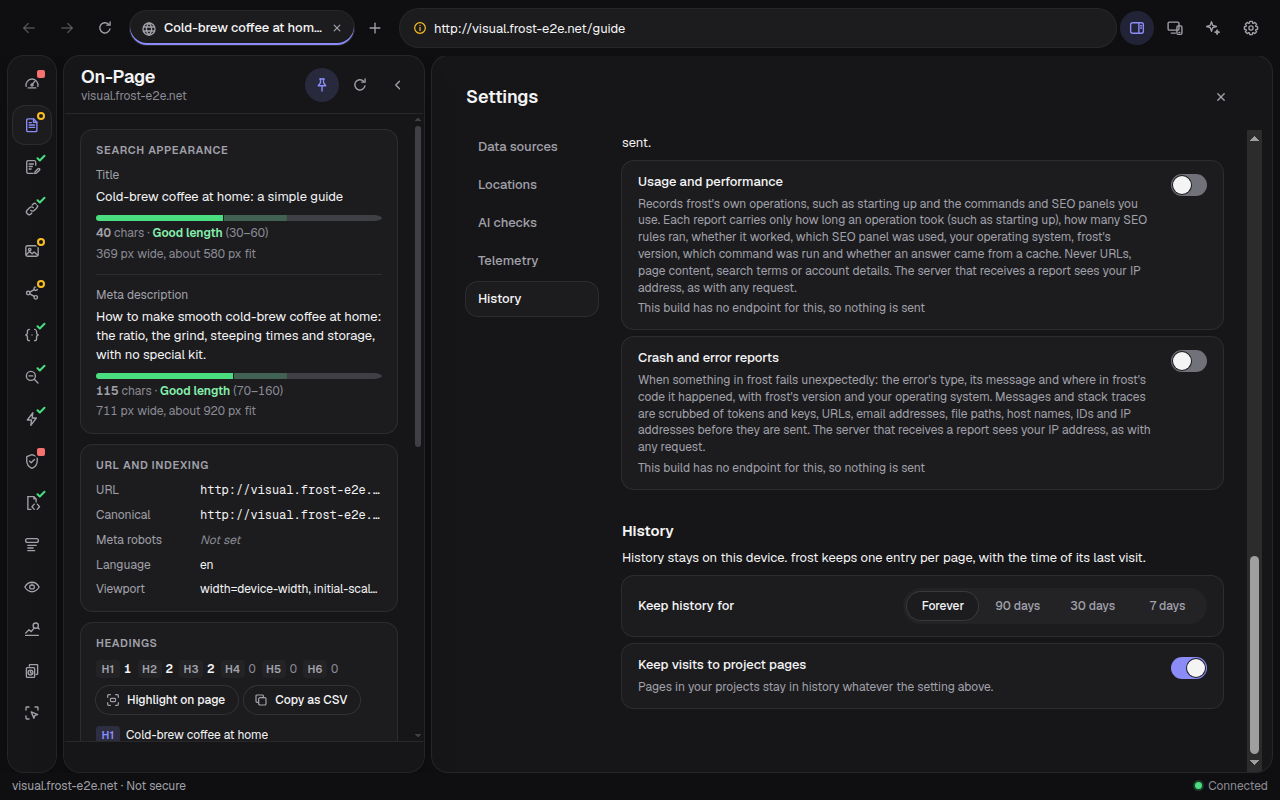 Cold-brew coffee at hom...
http://visual.frost-e2e.net/guide
On-Page
visual.frost-e2e.net
SEARCH APPEARANCE
Title
Cold-brew coffee at home: a simple guide
40 chars · Good length (30–60)
369 px wide, about 580 px fit
Meta description
How to make smooth cold-brew coffee at home:
the ratio, the grind, steeping times and storage,
with no special kit.
115 chars · Good length (70–160)
711 px wide, about 920 px fit
URL AND INDEXING
URL http://visual.frost-e2e.…
Canonical http://visual.frost-e2e.…
Meta robots Not set
Language en
Viewport width=device-width, initial-scal…
HEADINGS
H1 1 H2 2 H3 2 H4 0 H5 0 H6 0
Highlight on page Copy as CSV
H1 Cold-brew coffee at home
Settings
Data sources
Locations
AI checks
Telemetry
History
sent.
Usage and performance
Records frost's own operations, such as starting up and the commands and SEO panels you
use. Each report carries only how long an operation took (such as starting up), how many SEO
rules ran, whether it worked, which SEO panel was used, your operating system, frost's
version, which command was run and whether an answer came from a cache. Never URLs,
page content, search terms or account details. The server that receives a report sees your IP
address, as with any request.
This build has no endpoint for this, so nothing is sent
Crash and error reports
When something in frost fails unexpectedly: the error's type, its message and where in frost's
code it happened, with frost's version and your operating system. Messages and stack traces
are scrubbed of tokens and keys, URLs, email addresses, file paths, host names, IDs and IP
addresses before they are sent. The server that receives a report sees your IP address, as with
any request.
This build has no endpoint for this, so nothing is sent
History
History stays on this device. frost keeps one entry per page, with the time of its last visit.
Keep history for Forever 90 days 30 days 7 days
Keep visits to project pages
Pages in your projects stay in history whatever the setting above.
visual.frost-e2e.net · Not secure
Connected